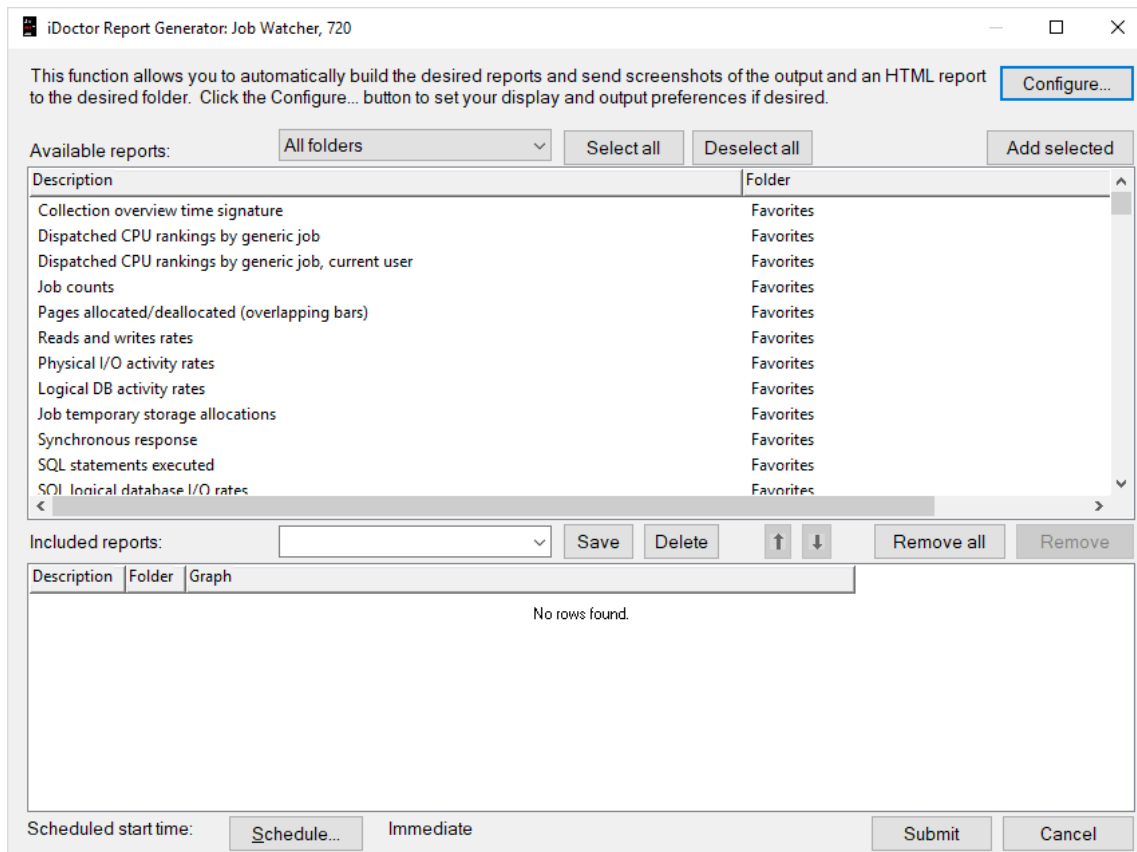 iDoctor Report Generator: Job Watcher, 720
This function allows you to automatically build the desired reports and send screenshots of the output and an HTML report
to the desired folder.  Click the Configure... button to set your display and output preferences if desired.
Configure...
Available reports:
All folders
Select all
Deselect all
Add selected
Description Folder
Collection overview time signature Favorites
Dispatched CPU rankings by generic job Favorites
Dispatched CPU rankings by generic job, current user Favorites
Job counts Favorites
Pages allocated/deallocated (overlapping bars) Favorites
Reads and writes rates Favorites
Physical I/O activity rates Favorites
Logical DB activity rates Favorites
Job temporary storage allocations Favorites
Synchronous response Favorites
SQL statements executed Favorites
SQL logical database I/O rates Favorites
Included reports:
Save
Delete
Remove all
Remove
Description Folder Graph
No rows found.
Scheduled start time:
Schedule...
Immediate
Submit
Cancel